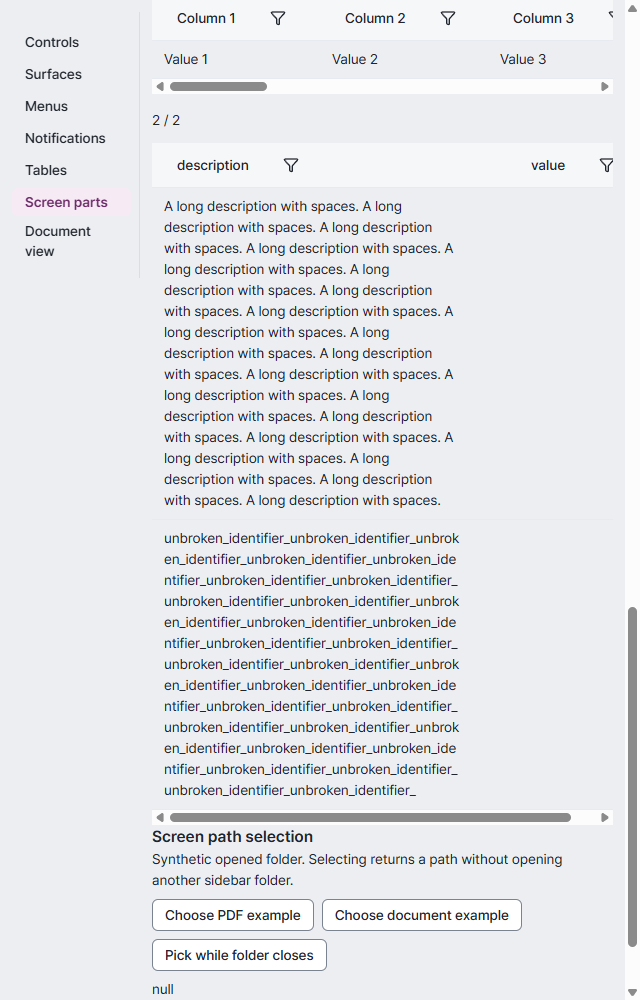 Column 1 Column 2 Column 3
Controls
Value 1 Value 2 Value 3
Surfaces
Menus
2 / 2
Notifications
description value
Tables
Screen parts
Document
view
A long description with spaces. A long
description with spaces. A long description
with spaces. A long description with spaces. A
long description with spaces. A long
description with spaces. A long description
with spaces. A long description with spaces. A
long description with spaces. A long
description with spaces. A long description
with spaces. A long description with spaces. A
long description with spaces. A long
description with spaces. A long description
with spaces. A long description with spaces. A
long description with spaces. A long
description with spaces. A long description
with spaces. A long description with spaces.
unbroken_identifier_unbroken_identifier_unbrok
en_identifier_unbroken_identifier_unbroken_ide
ntifier_unbroken_identifier_unbroken_identifier_
unbroken_identifier_unbroken_identifier_unbrok
en_identifier_unbroken_identifier_unbroken_ide
ntifier_unbroken_identifier_unbroken_identifier_
unbroken_identifier_unbroken_identifier_unbrok
en_identifier_unbroken_identifier_unbroken_ide
ntifier_unbroken_identifier_unbroken_identifier_
unbroken_identifier_unbroken_identifier_unbrok
en_identifier_unbroken_identifier_unbroken_ide
ntifier_unbroken_identifier_unbroken_identifier_
unbroken_identifier_unbroken_identifier_
Screen path selection
Synthetic opened folder. Selecting returns a path without opening
another sidebar folder.
Choose PDF example Choose document example
Pick while folder closes
null